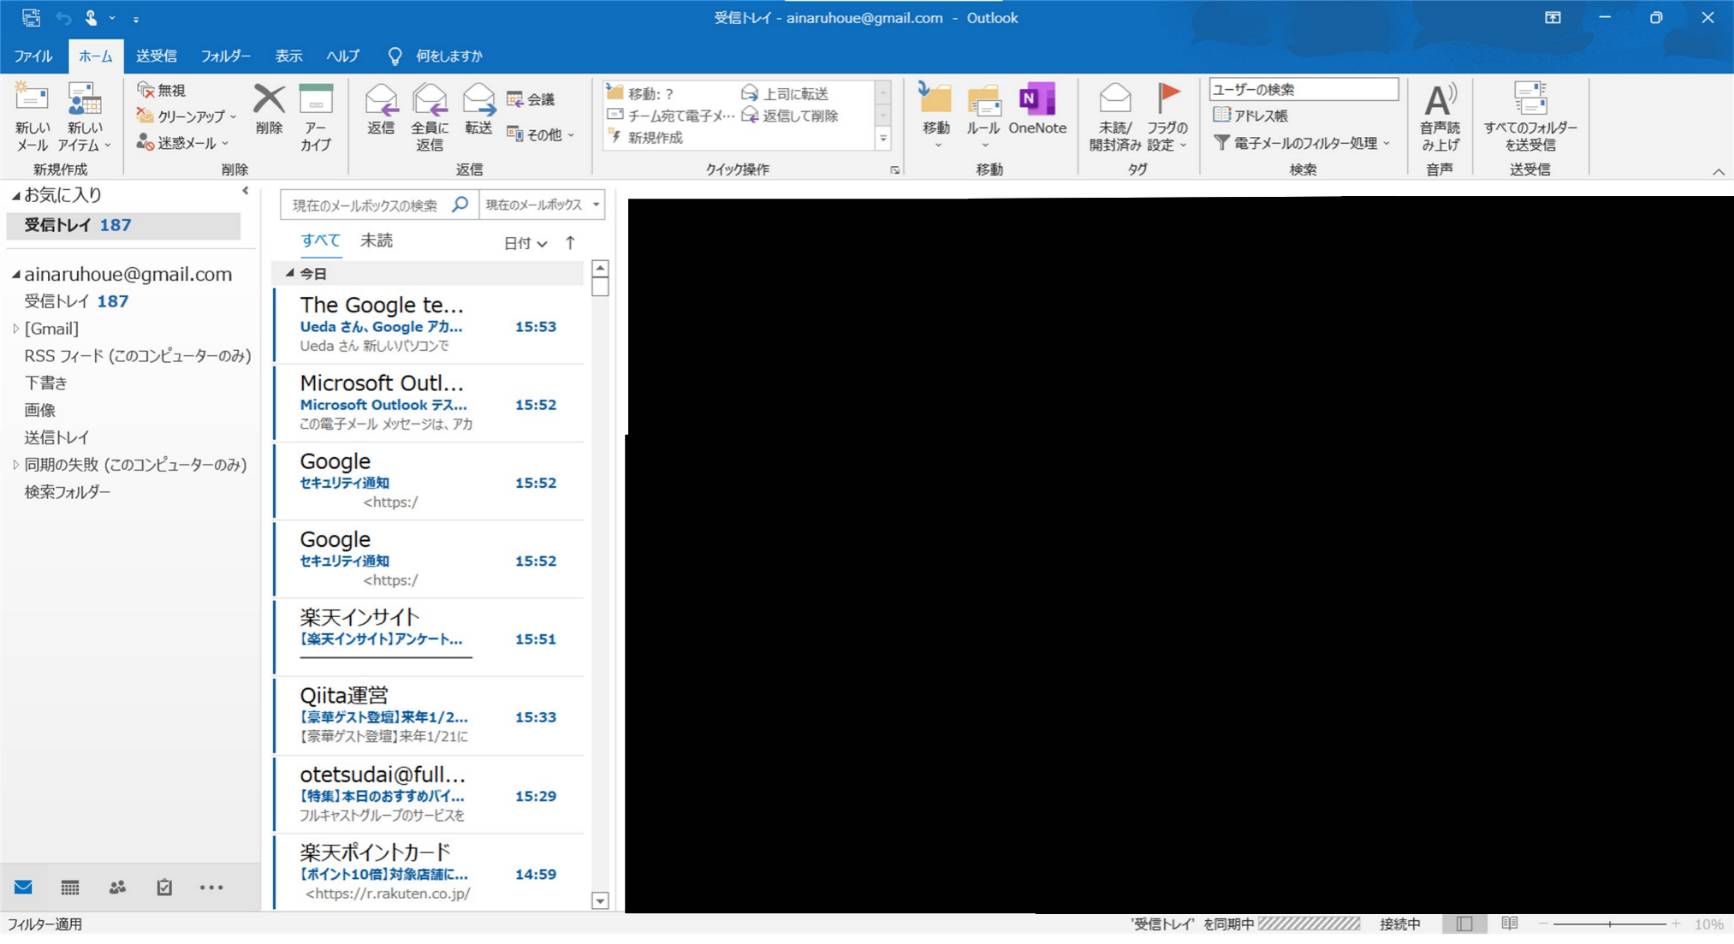 受信トレイ - ainaruhoue@gmail.com - Outlook
ファイル ホーム 送受信 フォルダー 表示 ヘルプ 何をしますか
新しい メール
新しい アイテム
新規作成
無視
クリーンアップ
迷惑メール
削除
アー カイブ
削除
返信
全員に 返信
転送
会議
その他
返信
移動: ?
チーム宛て電子メ…
新規作成
上司に転送
返信して削除
クイック操作
移動
ルール
OneNote
移動
未読/ 開封済み
フラグの 設定
タグ
ユーザーの検索
アドレス帳
電子メールのフィルター処理
検索
音声読 み上げ
音声
すべてのフォルダー を送受信
送受信
お気に入り
受信トレイ 187
ainaruhoue@gmail.com
受信トレイ 187
[Gmail]
RSS フィード (このコンピューターのみ)
下書き
画像
送信トレイ
同期の失敗 (このコンピューターのみ)
検索フォルダー
現在のメールボックスの検索 現在のメールボックス
すべて 未読 日付 ↑
今日
The Google te...
Ueda さん、Google アカ... 15:53
Ueda さん 新しいパソコンで
Microsoft Outl...
Microsoft Outlook テス... 15:52
この電子メール メッセージは、アカ
Google
セキュリティ通知 15:52
<https:/
Google
セキュリティ通知 15:52
<https:/
楽天インサイト
【楽天インサイト】アンケート... 15:51
Qiita運営
【豪華ゲスト登壇】来年1/2... 15:33
【豪華ゲスト登壇】来年1/21に
otetsudai@full...
【特集】本日のおすすめバイ... 15:29
フルキャストグループのサービスを
楽天ポイントカード
【ポイント10倍】対象店舗に... 14:59
<https://r.rakuten.co.jp/
フィルター適用 '受信トレイ' を同期中 接続中 10%